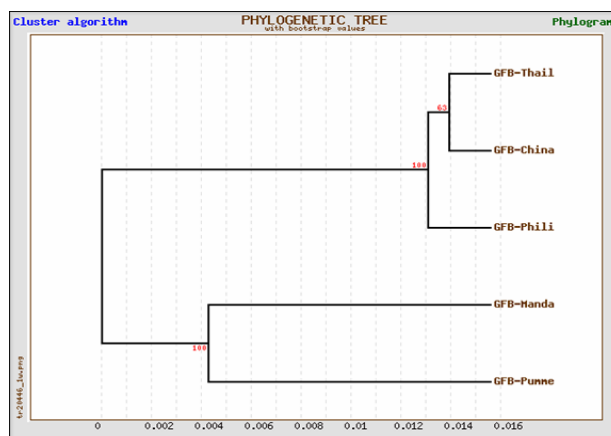 Cluster algorithm
PHYLOGENETIC TREE
with bootstrap values
Phylogram
GFB-Thail
63
GFB-China
100
GFB-Phili
GFB-Manda
100
GFB-Pumme
tr20446_1w.png
0 0.002 0.004 0.006 0.008 0.01 0.012 0.014 0.016